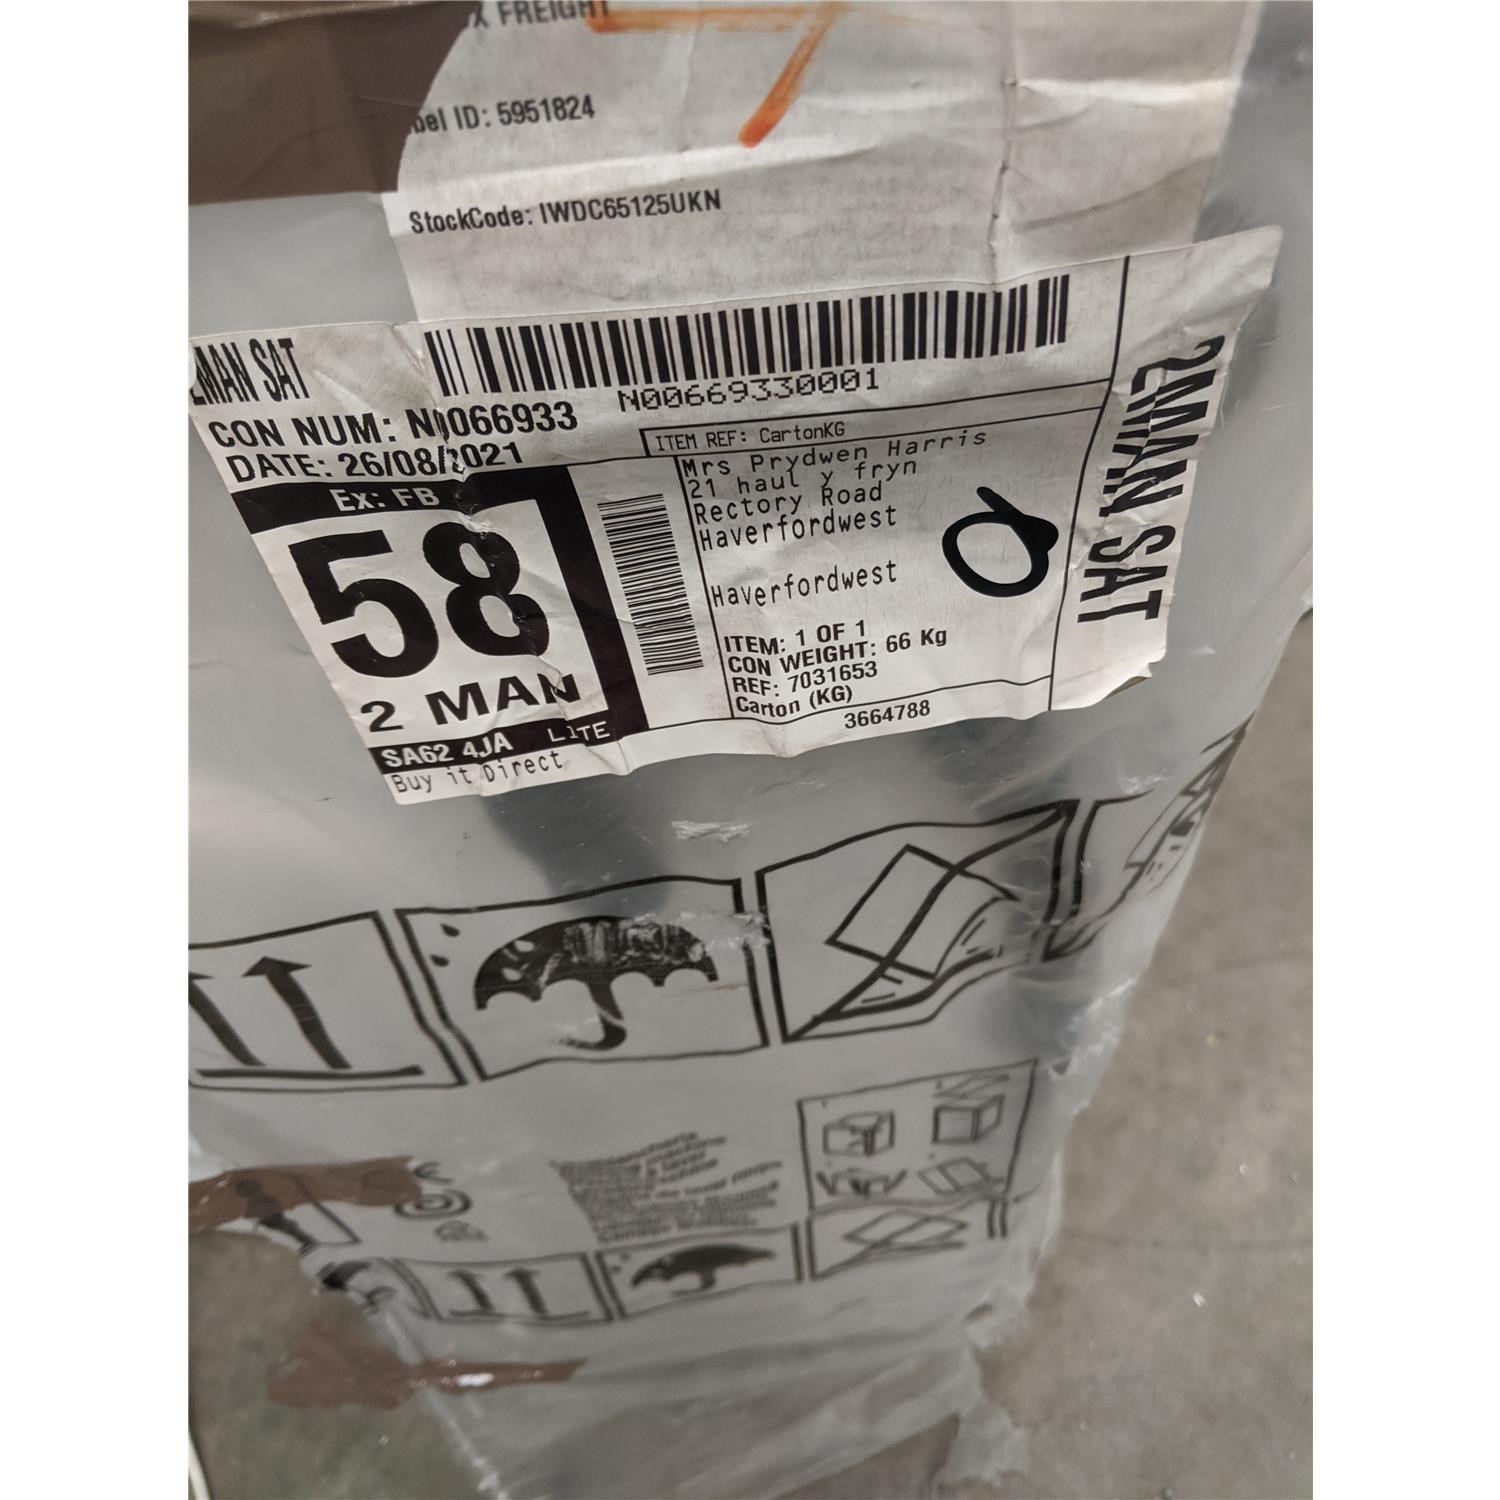 X FREIGHT
bel ID: 5951824
StockCode: IWDC65125UKN
2MAN SAT
N00669330001
CON NUM: N0066933
DATE: 26/08/2021
ITEM REF: CartonKG
Ex: FB
58
2 MAN
SA62 4JA LITE
Buy it Direct
Mrs Prydwen Harris
21 haul y fryn
Rectory Road
Haverfordwest
Haverfordwest
ITEM: 1 OF 1
CON WEIGHT: 66 Kg
REF: 7031653
Carton (KG)
3664788
2MAN SAT